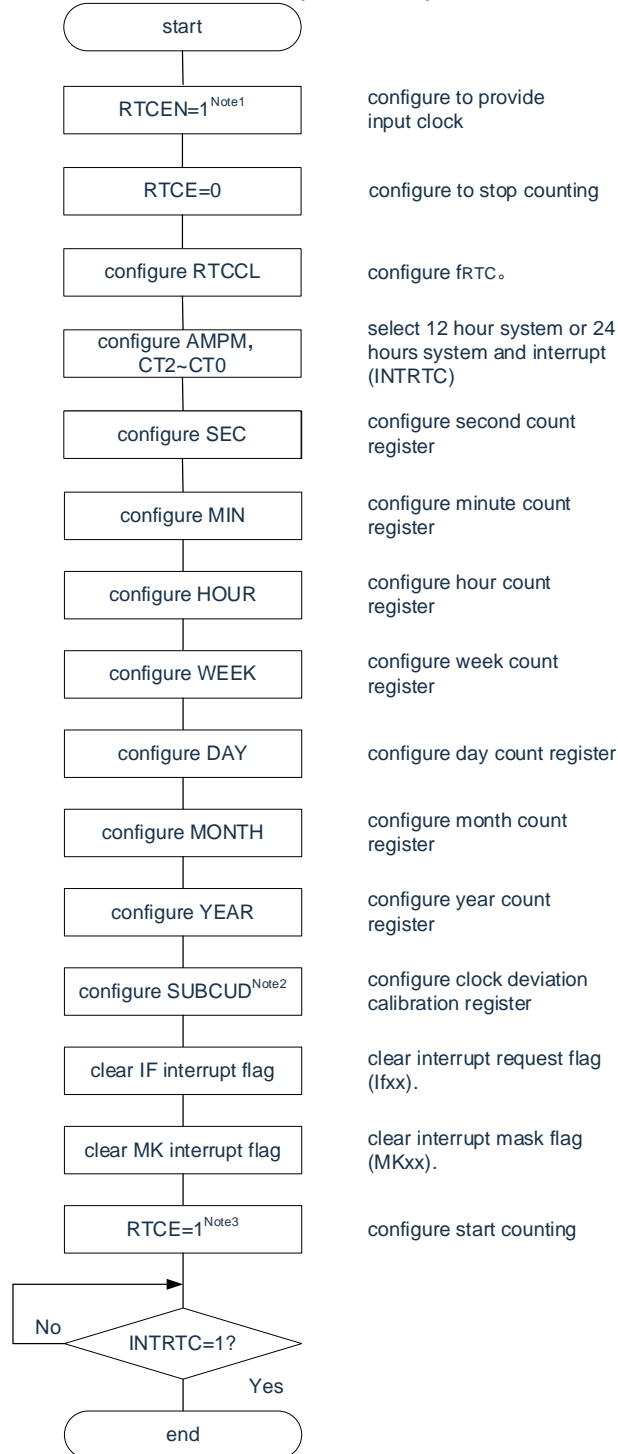 start
RTCEN=1Note1
configure to provide
input clock
RTCE=0
configure to stop counting
configure RTCCL
configure fRTC。
configure AMPM,
CT2~CT0
select 12 hour system or 24
hours system and interrupt
(INTRTC)
configure SEC
configure second count
register
configure MIN
configure minute count
register
configure HOUR
configure hour count
register
configure WEEK
configure week count
register
configure DAY
configure day count register
configure MONTH
configure month count
register
configure YEAR
configure year count
register
configure SUBCUDNote2
configure clock deviation
calibration register
clear IF interrupt flag
clear interrupt request flag
(Ifxx).
clear MK interrupt flag
clear interrupt mask flag
(MKxx).
RTCE=1Note3
configure start counting
No
INTRTC=1?
Yes
end